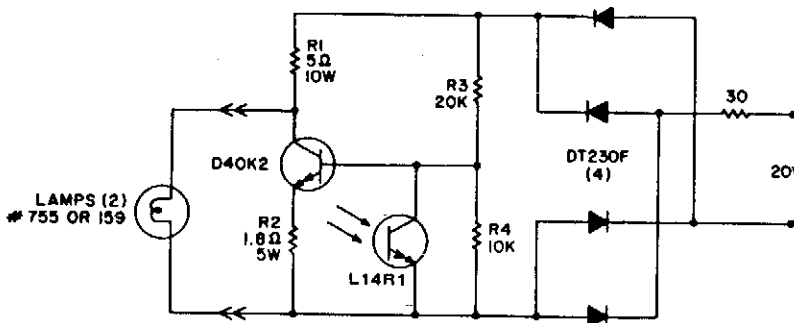 R1
5Ω
10W
R3
20K
30
D40K2
DT230F
(4)
20V
LAMPS (2)
# 755 OR 159
R2
1.8Ω
5W
R4
10K
L14R1